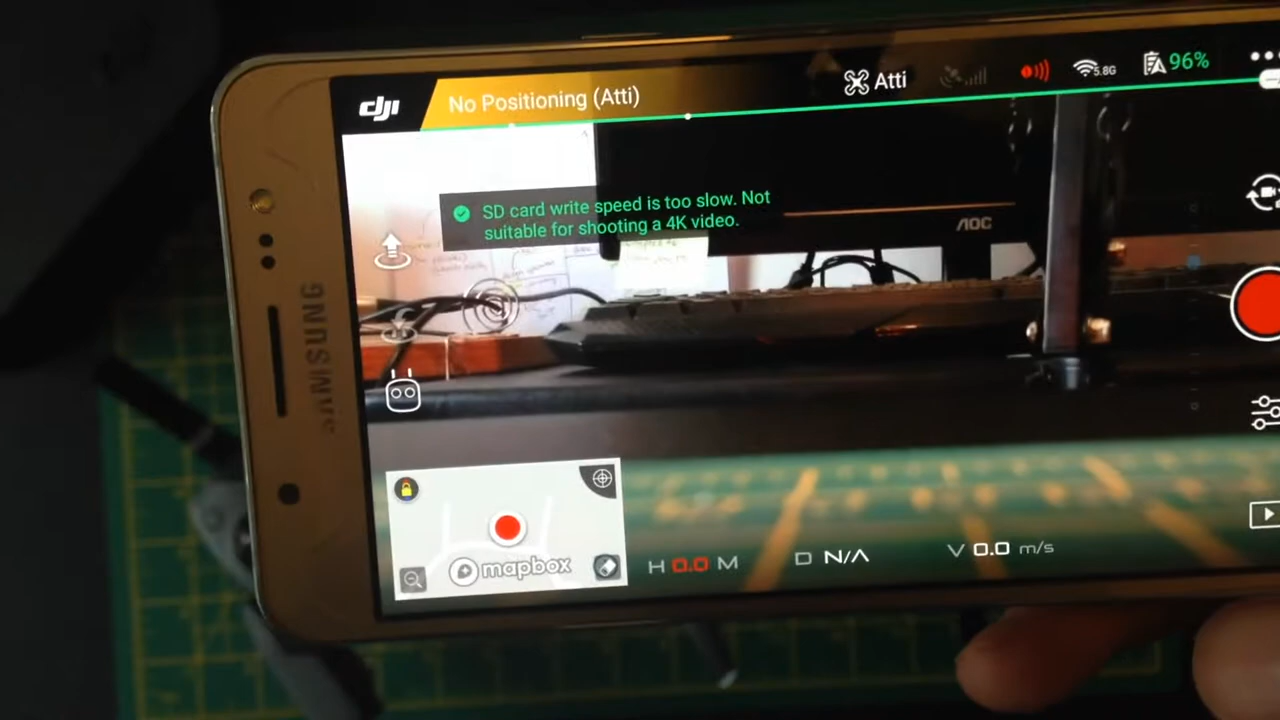 dji
No Positioning (Atti)
Atti
5.8G
96%
SD card write speed is too slow. Not
suitable for shooting a 4K video.
AOC
SAMSUNG
mapbox
H 0.0 M
D N/A
V 0.0 m/s